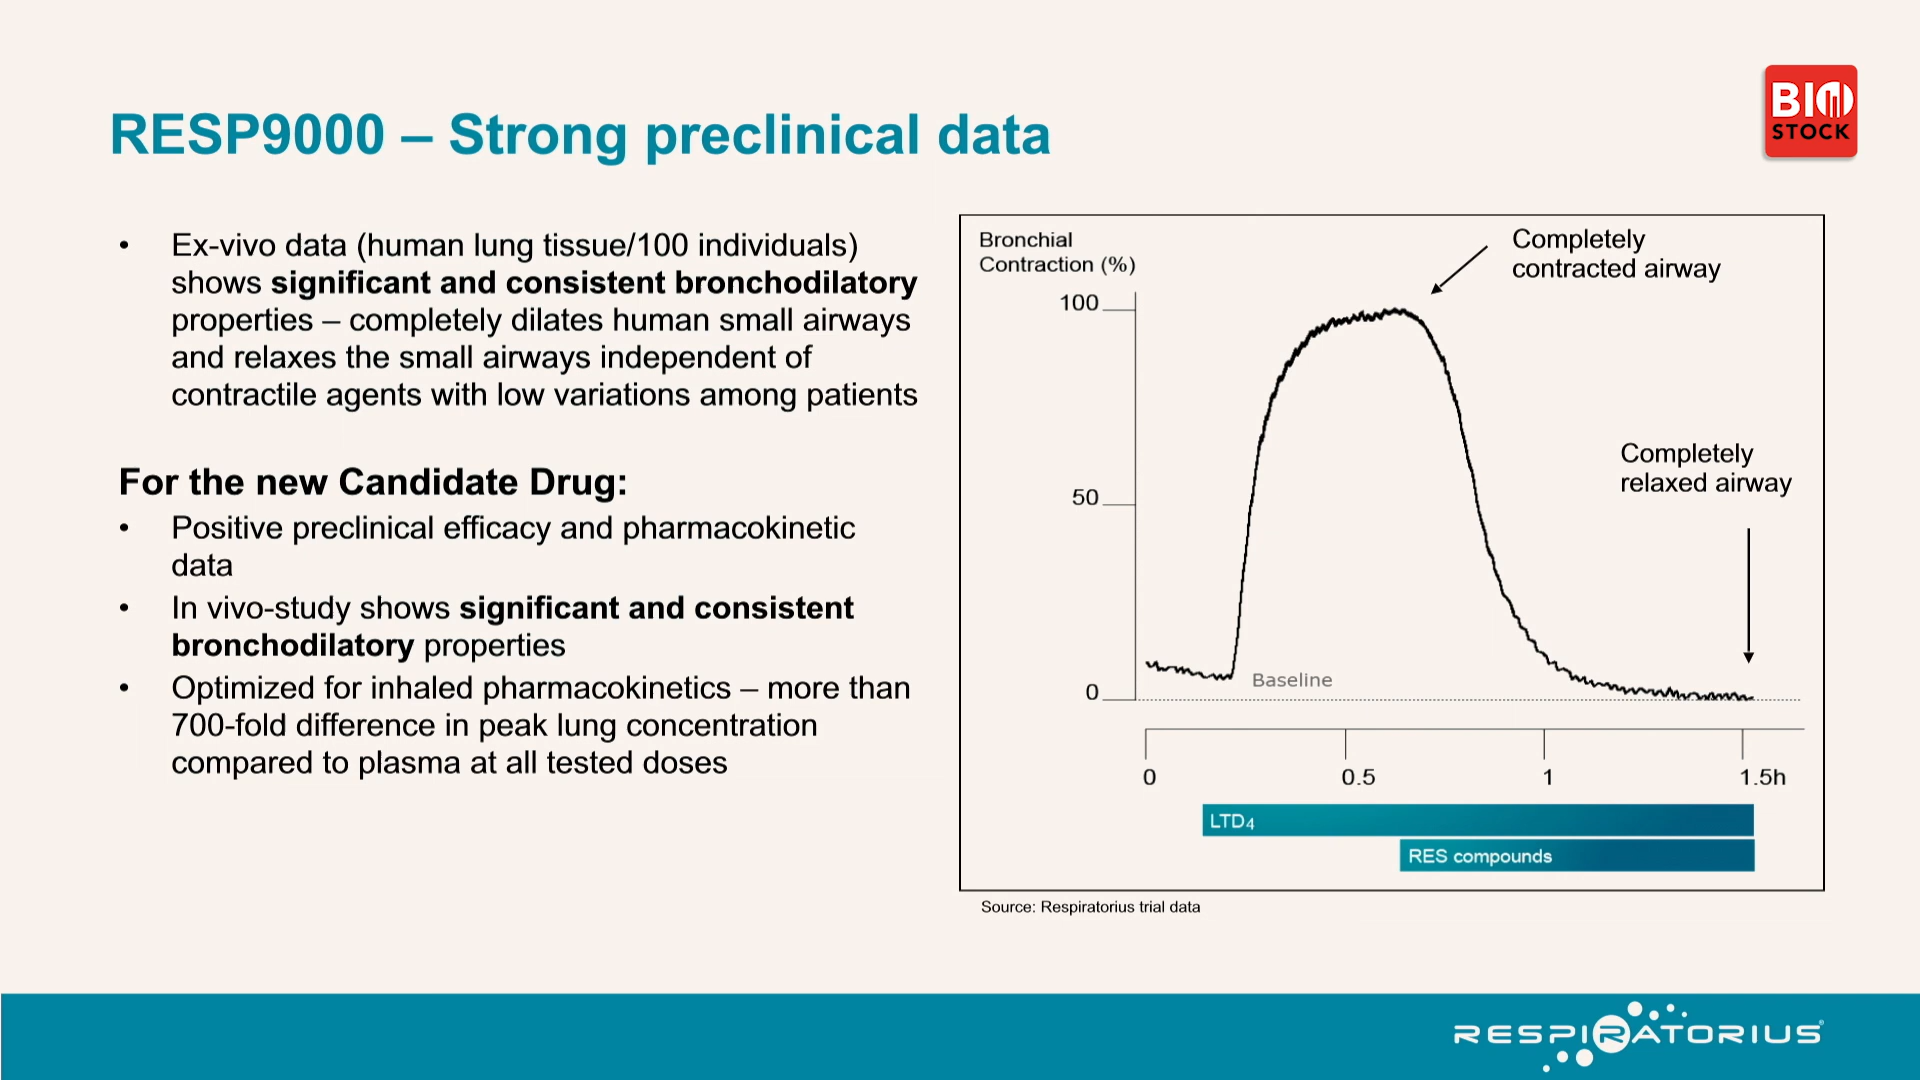 RESP9000 – Strong preclinical data
BIO
STOCK
• Ex-vivo data (human lung tissue/100 individuals)
shows significant and consistent bronchodilatory
properties – completely dilates human small airways
and relaxes the small airways independent of
contractile agents with low variations among patients
For the new Candidate Drug:
• Positive preclinical efficacy and pharmacokinetic
data
• In vivo-study shows significant and consistent
bronchodilatory properties
• Optimized for inhaled pharmacokinetics – more than
700-fold difference in peak lung concentration
compared to plasma at all tested doses
Bronchial
Contraction (%)
Completely
contracted airway
100
Completely
relaxed airway
50
Baseline
0
0 0.5 1 1.5h
LTD₄
RES compounds
Source: Respiratorius trial data
RESPIRATORIUS